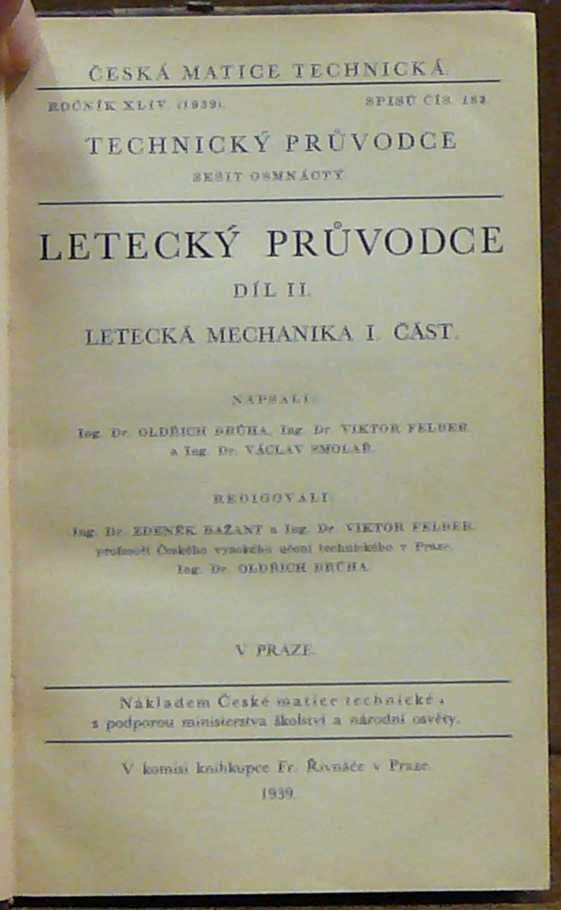 ČESKÁ MATICE TECHNICKÁ.
ROČNÍK XLIV. (1939).
SPISŮ ČÍS. 182.
TECHNICKÝ PRŮVODCE
SEŠIT OSMNÁCTÝ.
LETECKÝ PRŮVODCE
DÍL II.
LETECKÁ MECHANIKA I. ČÁST.
NAPSALI:
Ing. Dr. OLDŘICH BRŮHA, Ing. Dr. VIKTOR FELBER
a Ing. Dr. VÁCLAV SMOLAŘ.
REDIGOVALI:
Ing. Dr. ZDENĚK BAŽANT a Ing. Dr. VIKTOR FELBER
profesoři Českého vysokého učení technického v Praze,
Ing. Dr. OLDŘICH BRŮHA.
V PRAZE.
Nákladem České matice technické,
s podporou ministerstva školství a národní osvěty.
V komisi knihkupce Fr. Řivnáče v Praze.
1939.